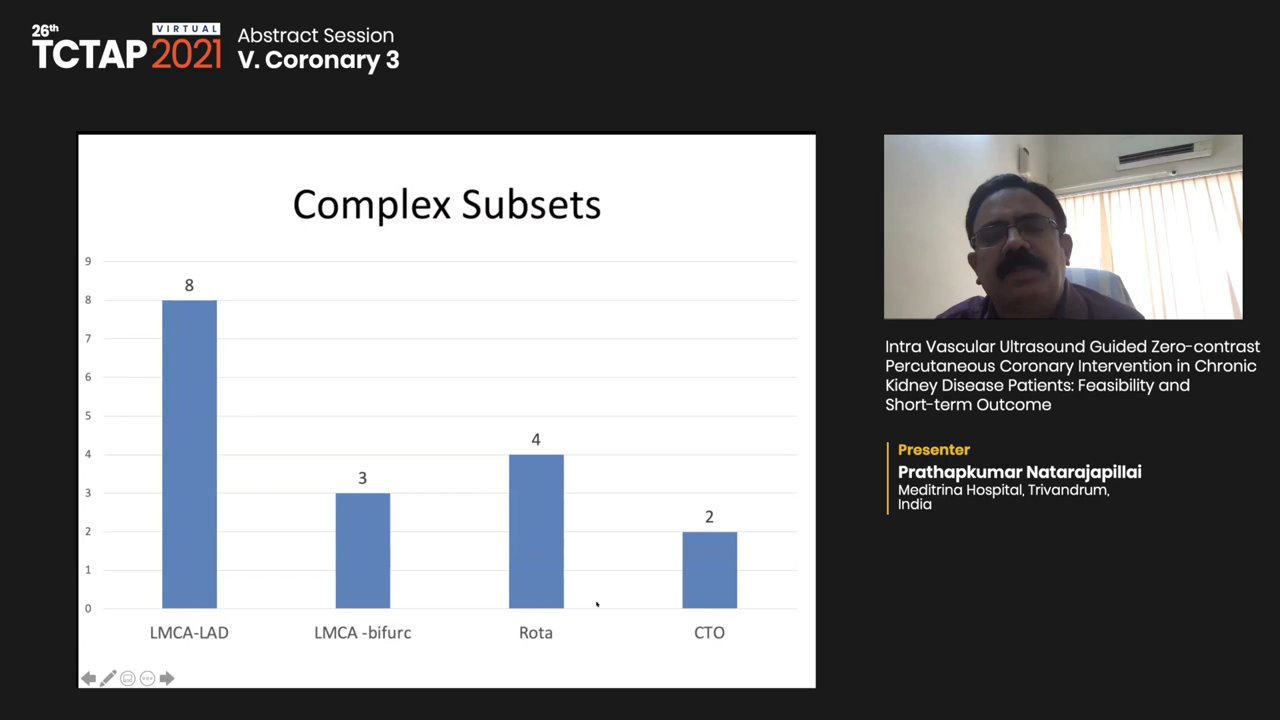 26th
VIRTUAL
TCTAP 2021
Abstract Session
V. Coronary 3
Complex Subsets
9
8
7
6
5
4
3
2
1
0
8
3
4
2
LMCA-LAD
LMCA -bifurc
Rota
CTO
Intra Vascular Ultrasound Guided Zero-contrast
Percutaneous Coronary Intervention in Chronic
Kidney Disease Patients: Feasibility and
Short-term Outcome
Presenter
Prathapkumar Natarajapillai
Meditrina Hospital, Trivandrum,
India